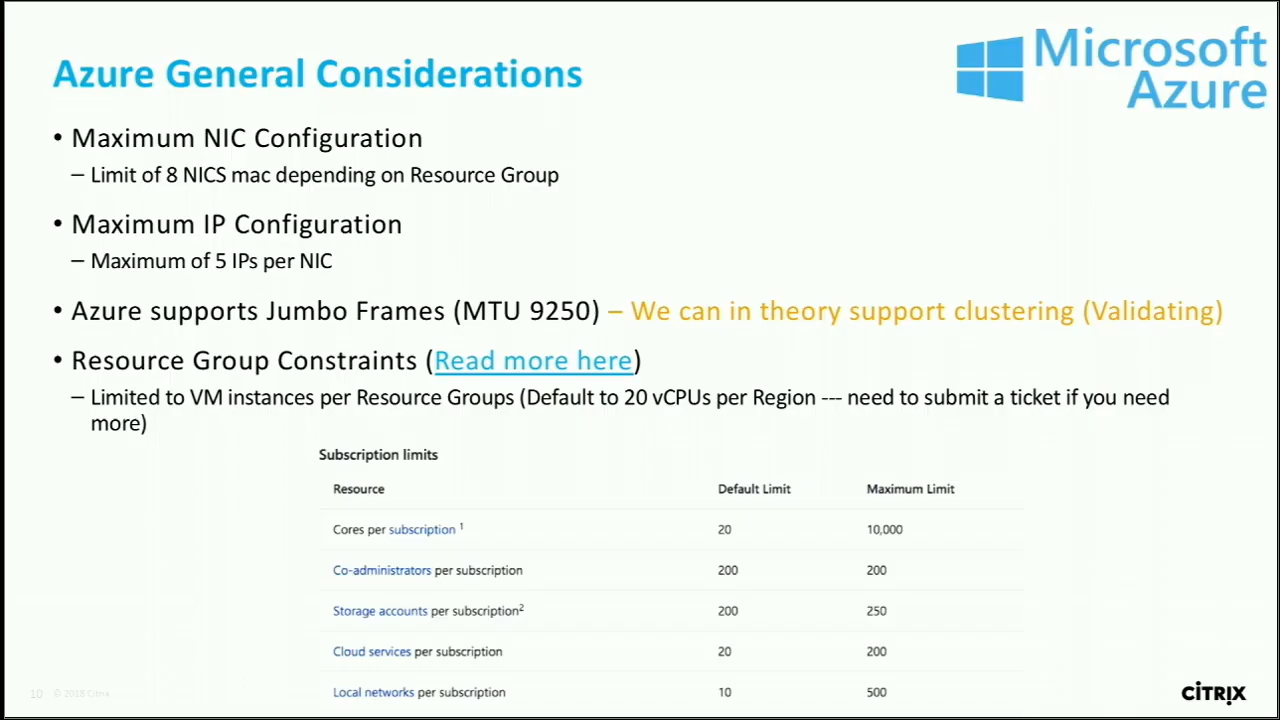 Microsoft
Azure
Azure General Considerations
• Maximum NIC Configuration
– Limit of 8 NICS mac depending on Resource Group
• Maximum IP Configuration
– Maximum of 5 IPs per NIC
• Azure supports Jumbo Frames (MTU 9250) – We can in theory support clustering (Validating)
• Resource Group Constraints (Read more here)
– Limited to VM instances per Resource Groups (Default to 20 vCPUs per Region --- need to submit a ticket if you need
more)
Subscription limits
Resource Default Limit Maximum Limit
Cores per subscription 1 20 10,000
Co-administrators per subscription 200 200
Storage accounts per subscription2 200 250
Cloud services per subscription 20 200
Local networks per subscription 10 500
10 © 2018 Citrix
CITRIX